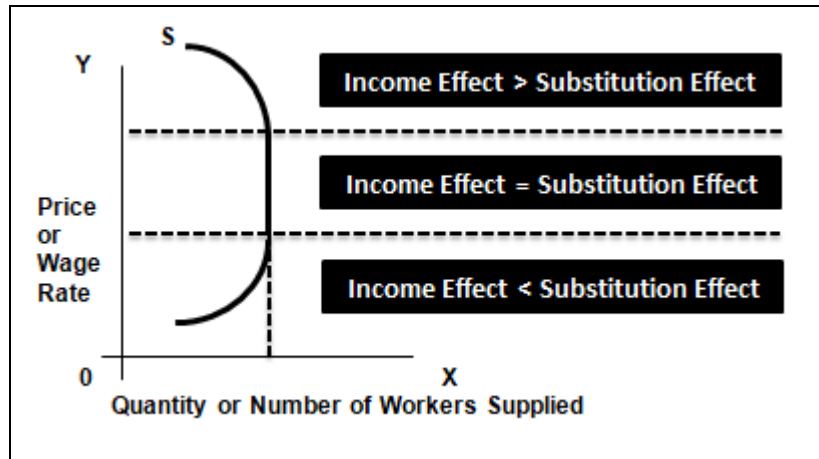 S
Y
Income Effect > Substitution Effect
Income Effect = Substitution Effect
Price
or
Wage
Rate
Income Effect < Substitution Effect
0
X
Quantity or Number of Workers Supplied